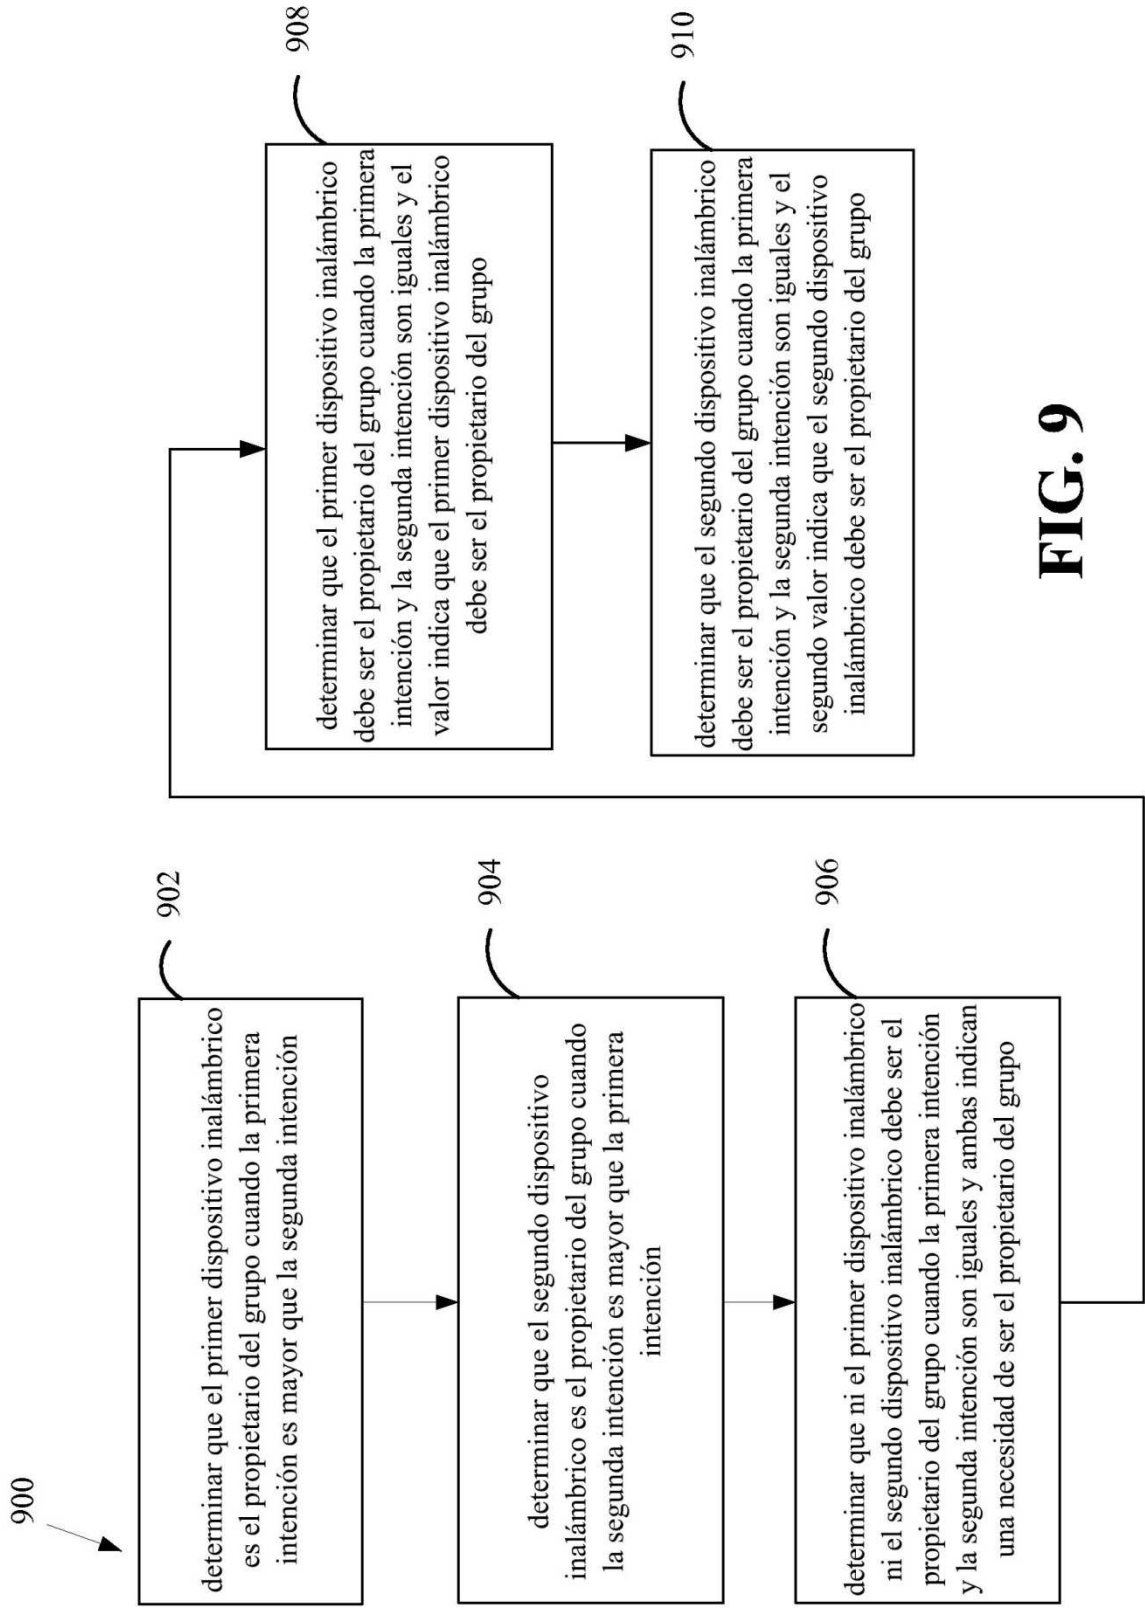 900
902
determinar que el primer dispositivo inalámbrico
es el propietario del grupo cuando la primera
intención es mayor que la segunda intención
904
determinar que el segundo dispositivo
inalámbrico es el propietario del grupo cuando
la segunda intención es mayor que la primera
intención
906
determinar que ni el primer dispositivo inalámbrico
ni el segundo dispositivo inalámbrico debe ser el
propietario del grupo cuando la primera intención
y la segunda intención son iguales y ambas indican
una necesidad de ser el propietario del grupo
908
determinar que el primer dispositivo inalámbrico
debe ser el propietario del grupo cuando la primera
intención y la segunda intención son iguales y el
valor indica que el primer dispositivo inalámbrico
debe ser el propietario del grupo
910
determinar que el segundo dispositivo inalámbrico
debe ser el propietario del grupo cuando la primera
intención y la segunda intención son iguales y el
segundo valor indica que el segundo dispositivo
inalámbrico debe ser el propietario del grupo
FIG. 9